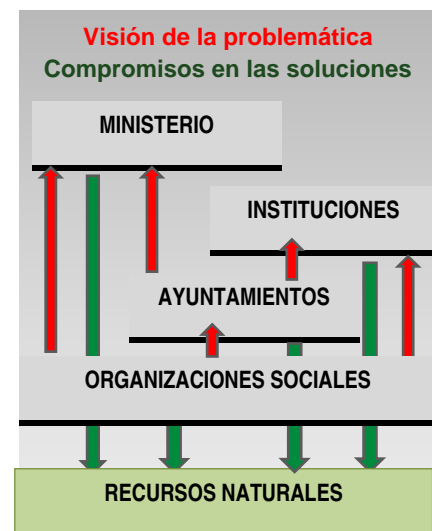 Visión de la problemática
Compromisos en las soluciones
MINISTERIO
INSTITUCIONES
AYUNTAMIENTOS
ORGANIZACIONES SOCIALES
RECURSOS NATURALES